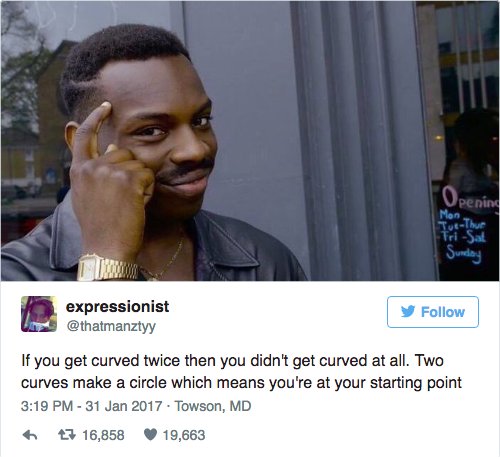 Opening
Mon
Tue-Thur
Fri-Sat
Sunday
expressionist
@thatmanztyy
Follow
If you get curved twice then you didn't get curved at all. Two
curves make a circle which means you're at your starting point
3:19 PM - 31 Jan 2017 · Towson, MD
16,858 19,663